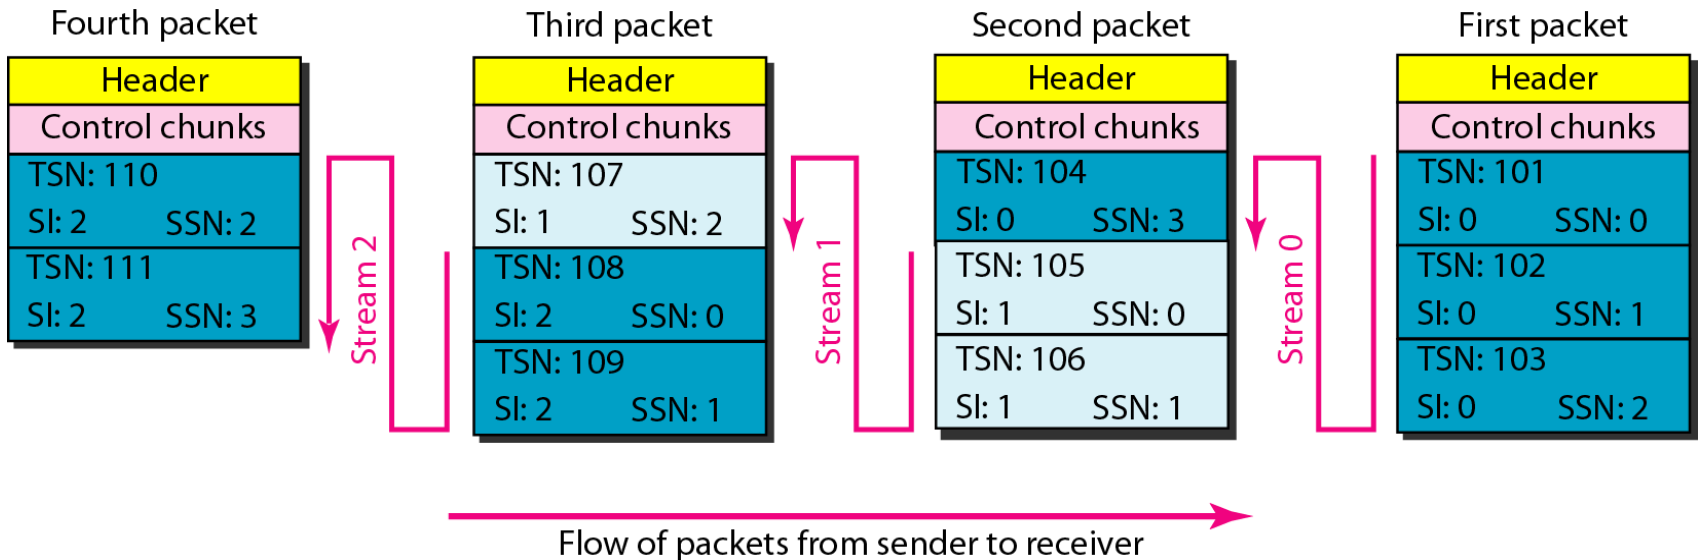 Fourth packet
Header
Control chunks
TSN: 110
SI: 2 SSN: 2
TSN: 111
SI: 2 SSN: 3
Stream 2
Third packet
Header
Control chunks
TSN: 107
SI: 1 SSN: 2
TSN: 108
SI: 2 SSN: 0
TSN: 109
SI: 2 SSN: 1
Stream 1
Second packet
Header
Control chunks
TSN: 104
SI: 0 SSN: 3
TSN: 105
SI: 1 SSN: 0
TSN: 106
SI: 1 SSN: 1
Stream 0
First packet
Header
Control chunks
TSN: 101
SI: 0 SSN: 0
TSN: 102
SI: 0 SSN: 1
TSN: 103
SI: 0 SSN: 2
Flow of packets from sender to receiver